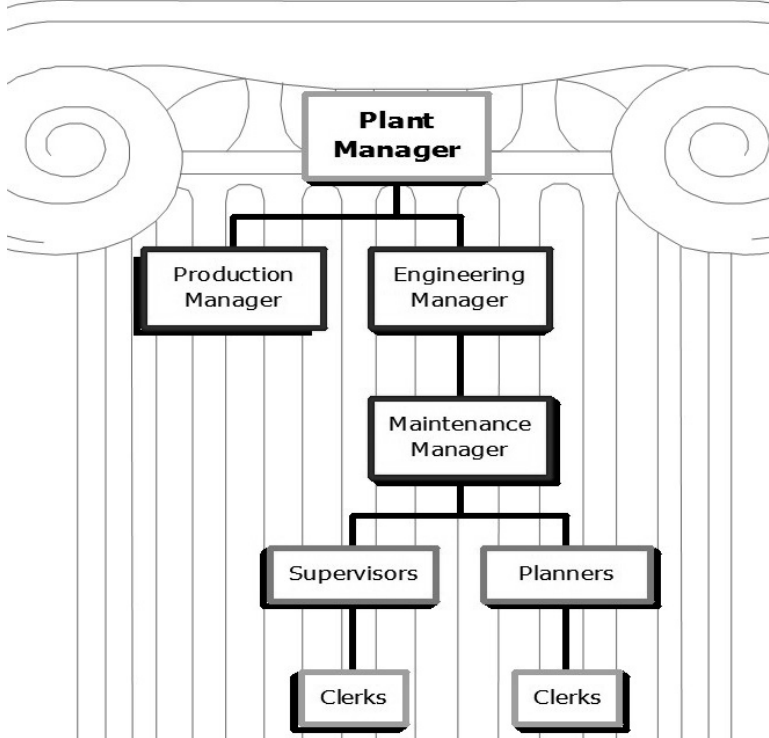 Plant
Manager
Production
Manager
Engineering
Manager
Maintenance
Manager
Supervisors
Planners
Clerks
Clerks